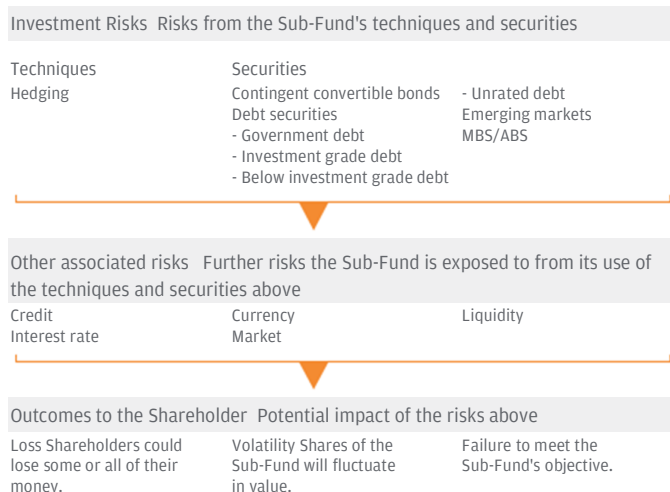 Investment Risks Risks from the Sub-Fund's techniques and securities
Techniques
Hedging
Securities
Contingent convertible bonds
Debt securities
- Government debt
- Investment grade debt
- Below investment grade debt
- Unrated debt
Emerging markets
MBS/ABS
Other associated risks Further risks the Sub-Fund is exposed to from its use of
the techniques and securities above
Credit
Interest rate
Currency
Market
Liquidity
Outcomes to the Shareholder Potential impact of the risks above
Loss Shareholders could
lose some or all of their
money.
Volatility Shares of the
Sub-Fund will fluctuate
in value.
Failure to meet the
Sub-Fund's objective.